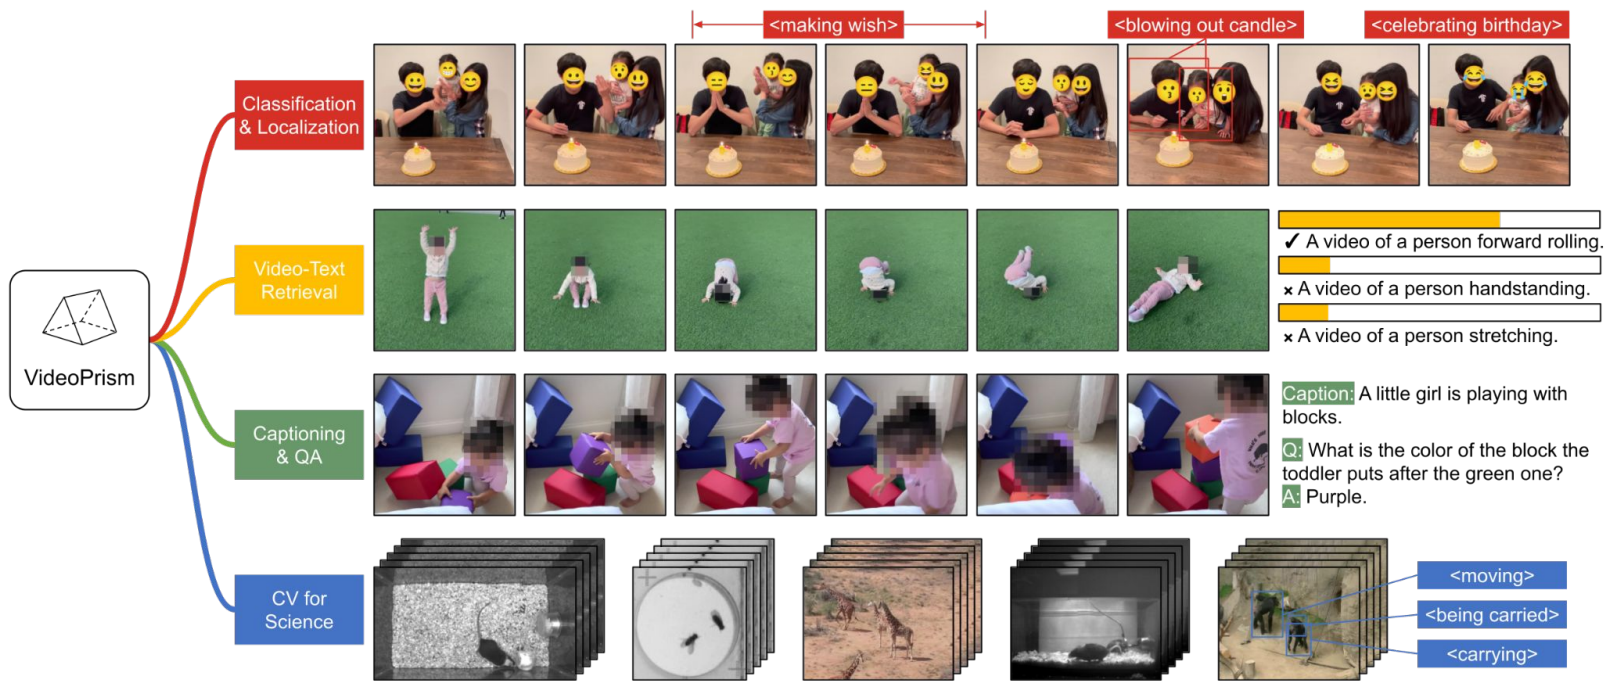 <making wish>
<blowing out candle>
<celebrating birthday>
Classification
& Localization
Video-Text
Retrieval
✓ A video of a person forward rolling.
× A video of a person handstanding.
× A video of a person stretching.
VideoPrism
Captioning
& QA
Caption: A little girl is playing with
blocks.
Q: What is the color of the block the
toddler puts after the green one?
A: Purple.
CV for
Science
<moving>
<being carried>
<carrying>